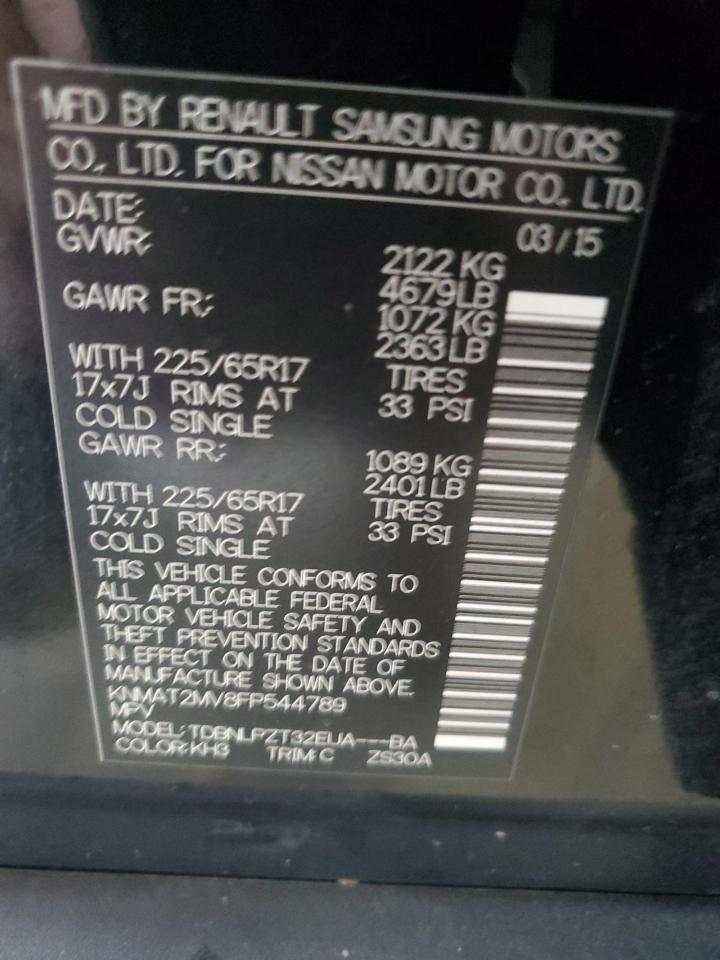 MFD BY RENAULT SAMSUNG MOTORS
CO., LTD. FOR NISSAN MOTOR CO., LTD.
DATE: 03/15
GVWR: 2122 KG
4679 LB
GAWR FR.: 1072 KG
2363 LB
WITH 225/65R17 TIRES
17x7J RIMS AT 33 PSI
COLD SINGLE
GAWR RR.: 1089 KG
2401 LB
WITH 225/65R17 TIRES
17x7J RIMS AT 33 PSI
COLD SINGLE
THIS VEHICLE CONFORMS TO
ALL APPLICABLE FEDERAL
MOTOR VEHICLE SAFETY AND
THEFT PREVENTION STANDARDS
IN EFFECT ON THE DATE OF
MANUFACTURE SHOWN ABOVE.
KNMAT2MV8FP544789
MPV
MODEL: TDBNLPZT32EUA---BA
COLOR: KH3 TRIM: C ZS30A